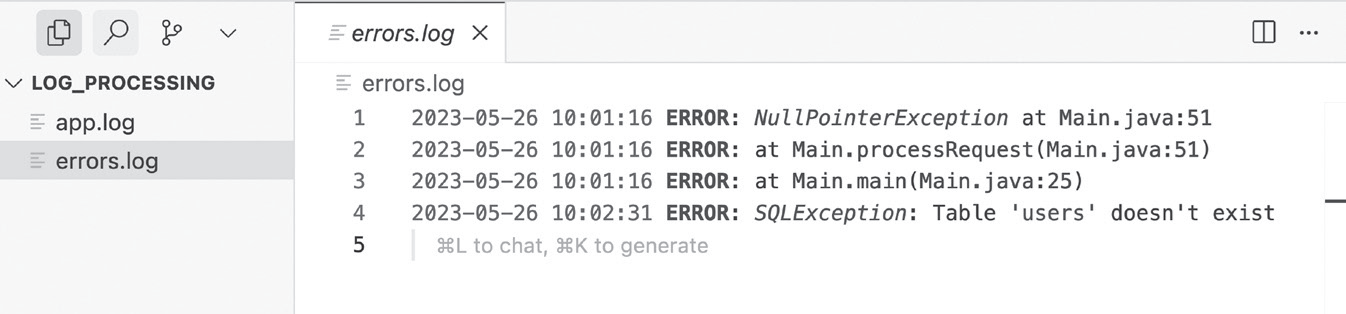 errors.log
LOG_PROCESSING
app.log
errors.log
errors.log
1 2023-05-26 10:01:16 ERROR: NullPointerException at Main.java:51
2 2023-05-26 10:01:16 ERROR: at Main.processRequest(Main.java:51)
3 2023-05-26 10:01:16 ERROR: at Main.main(Main.java:25)
4 2023-05-26 10:02:31 ERROR: SQLException: Table 'users' doesn't exist
5 ⌘L to chat, ⌘K to generate